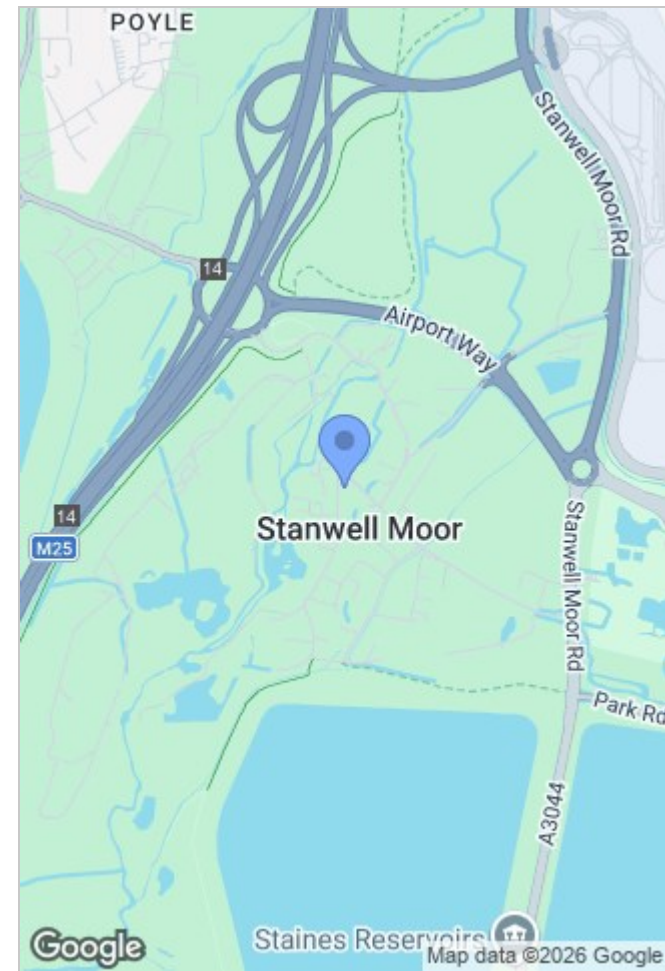 POYLE
Stanwell Moor Rd
14
Airport Way
Stanwell Moor
14
M25
Stanwell Moor Rd
Park Rd
A3044
Staines Reservoirs
Google
Map data ©2026 Google